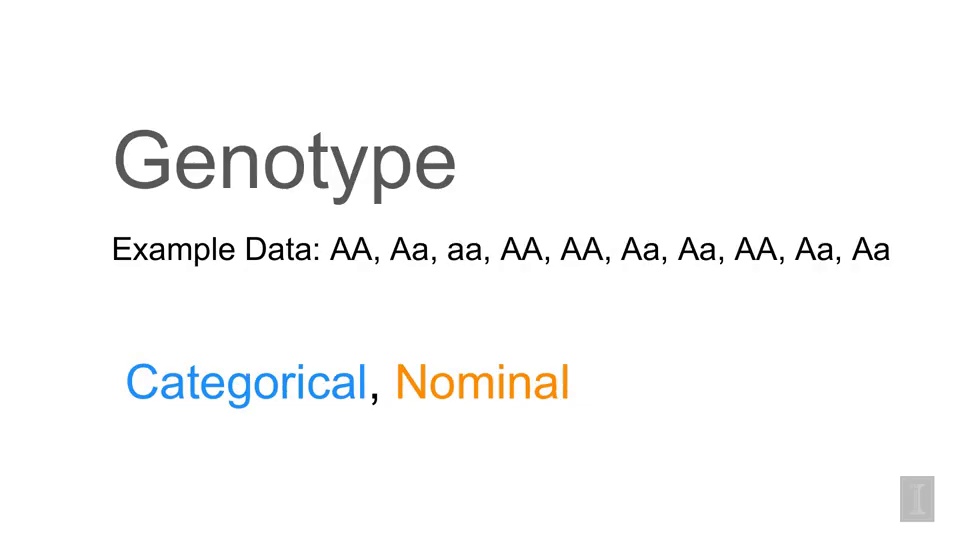 Genotype
Example Data: AA, Aa, aa, AA, AA, Aa, Aa, AA, Aa, Aa
Categorical, Nominal
I